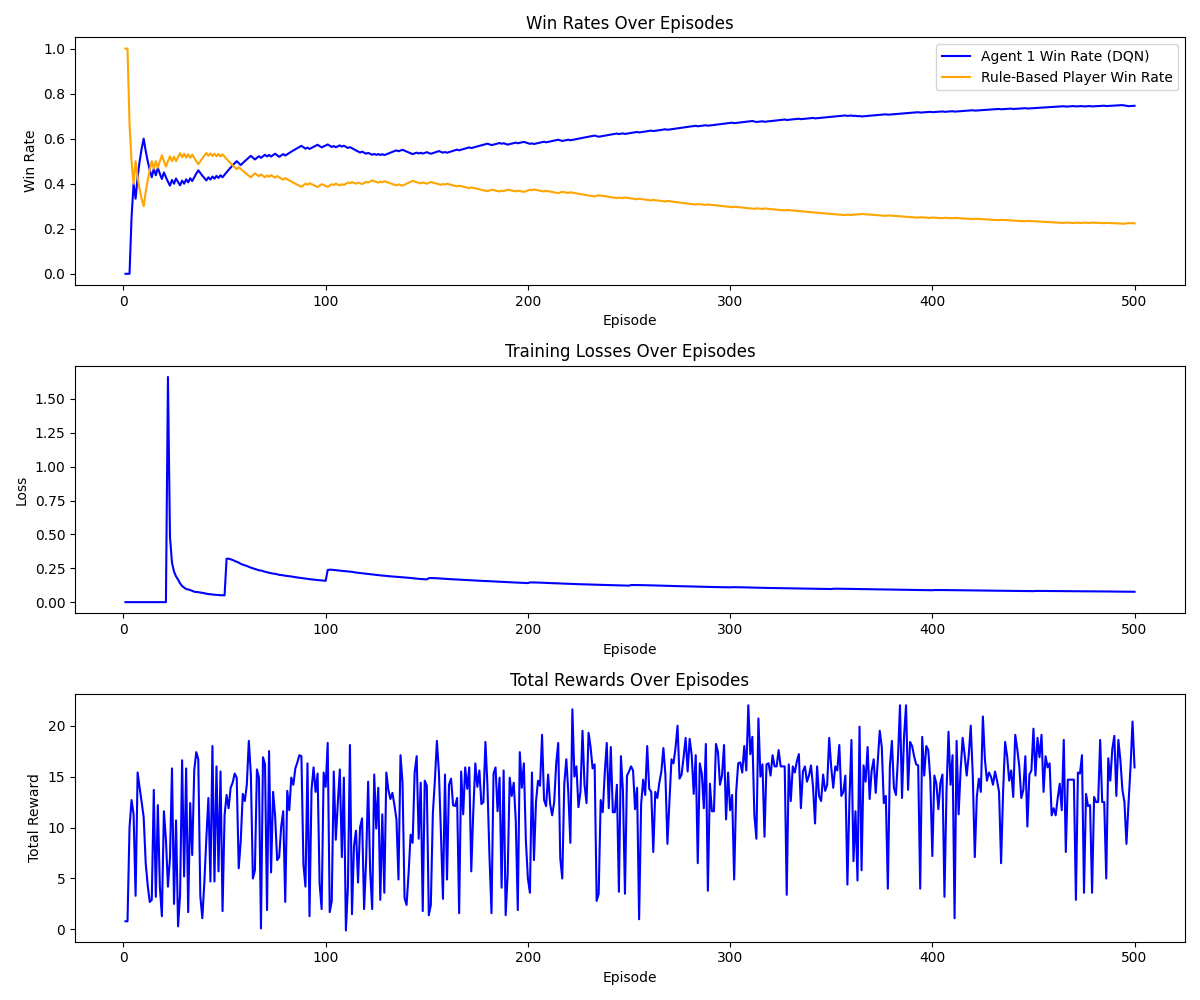 Win Rates Over Episodes
Win Rate
1.0
0.8
0.6
0.4
0.2
0.0
Agent 1 Win Rate (DQN)
Rule-Based Player Win Rate
0 100 200 300 400 500
Episode
Training Losses Over Episodes
Loss
1.50
1.25
1.00
0.75
0.50
0.25
0.00
0 100 200 300 400 500
Episode
Total Rewards Over Episodes
Total Reward
20
15
10
5
0
0 100 200 300 400 500
Episode